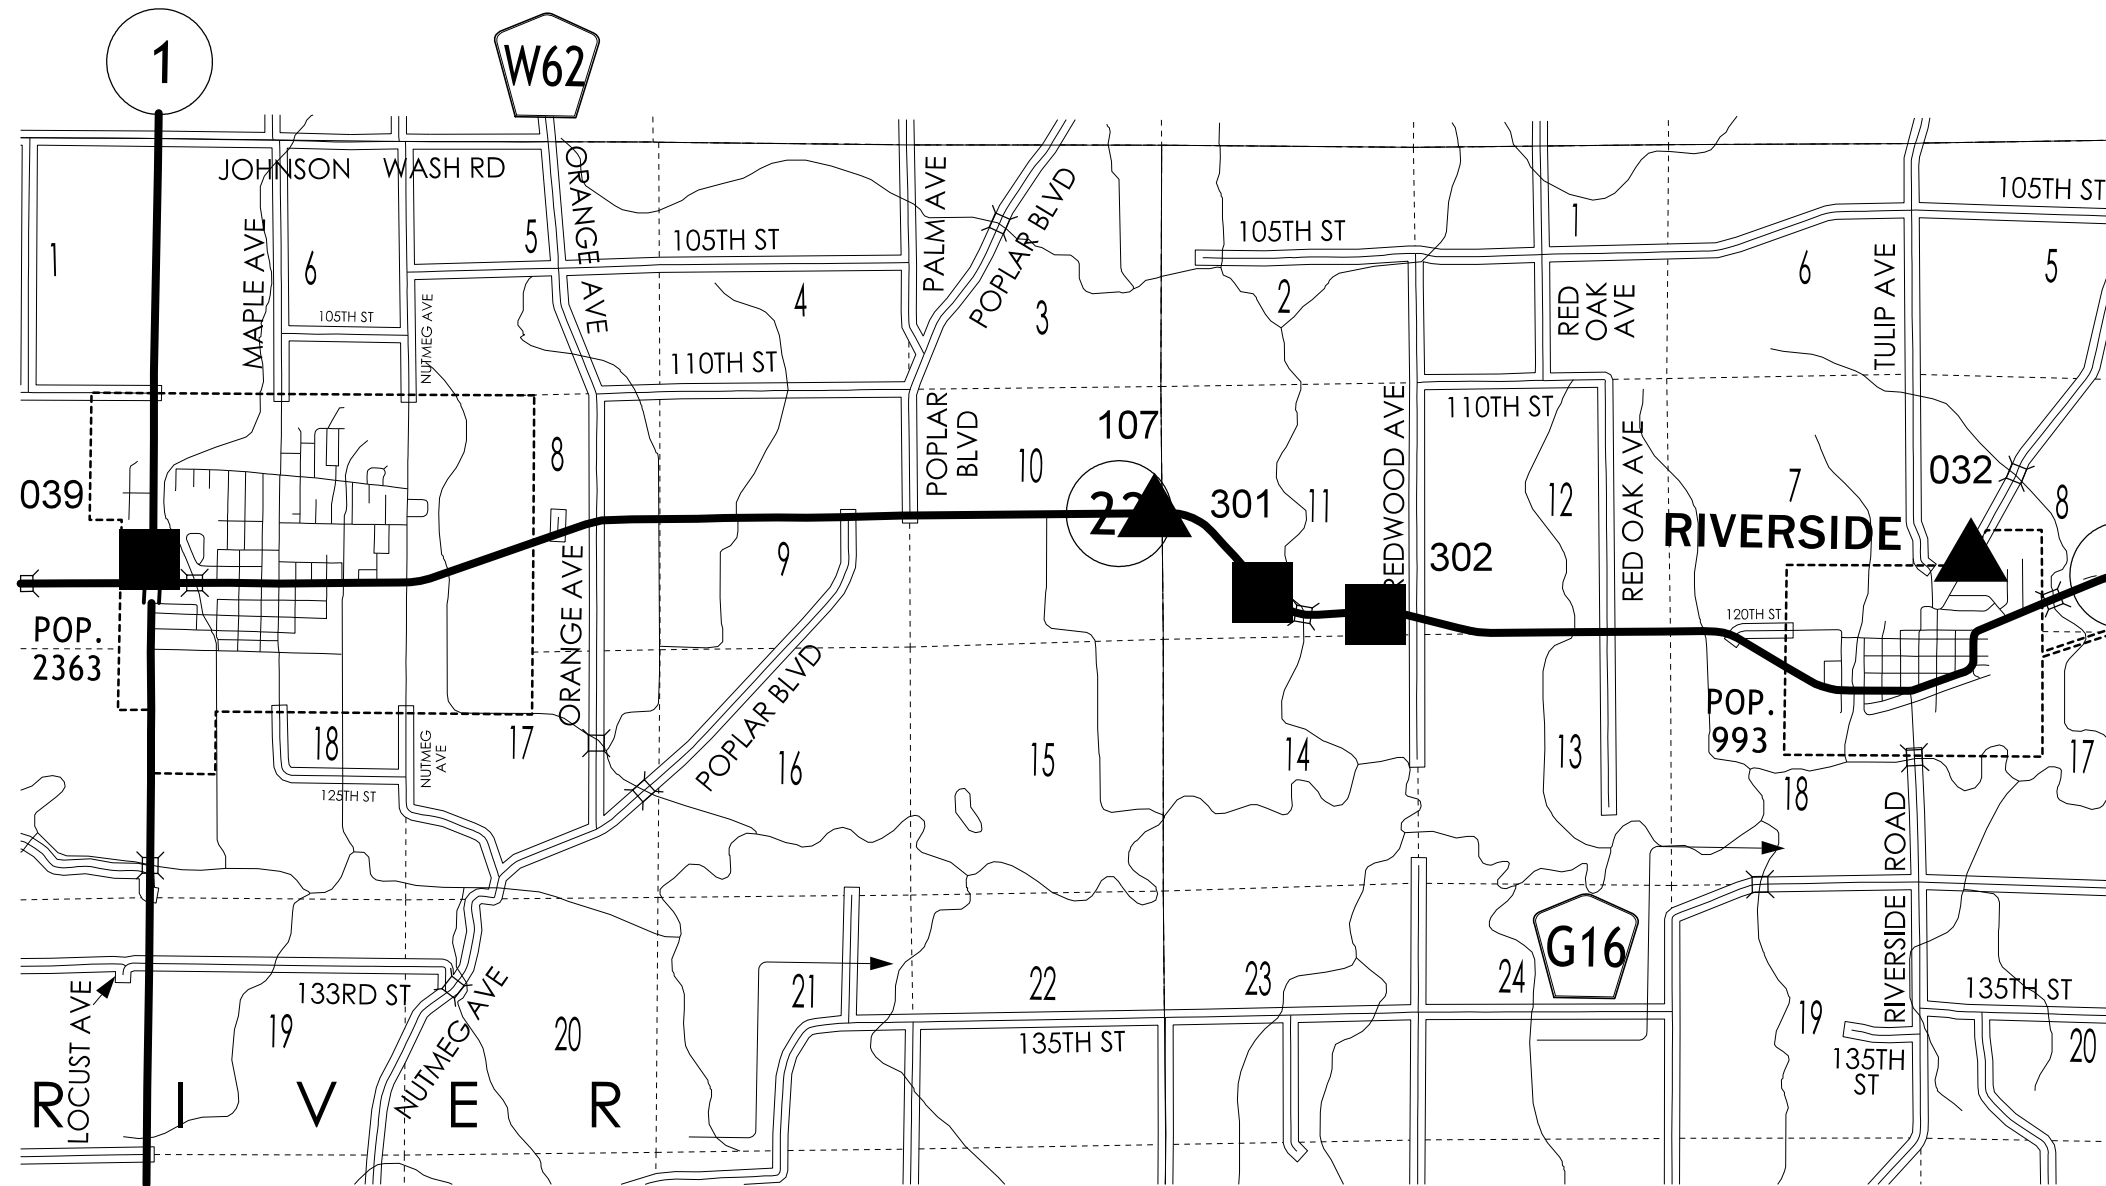 1
W62
JOHNSON WASH RD
ORANGE AVE
PALM AVE
POPLAR BLVD
105TH ST
105TH ST
105TH ST
1
MAPLE AVE
6
5
4
3
2
1
6
5
105TH ST
NUTMEG AVE
RED
OAK
AVE
TULIP AVE
110TH ST
110TH ST
107
POPLAR
BLVD
REDWOOD AVE
RED OAK AVE
039
8
10
22
301
11
12
7
032
8
RIVERSIDE
9
302
ORANGE AVE
POP.
2363
120TH ST
POP.
993
POPLAR BLVD
18
17
16
15
14
13
18
17
NUTMEG
AVE
125TH ST
RIVERSIDE ROAD
G16
133RD ST
LOCUST AVE
NUTMEG AVE
19
20
21
22
23
24
19
20
135TH ST
135TH ST
135TH
ST
R I V E R